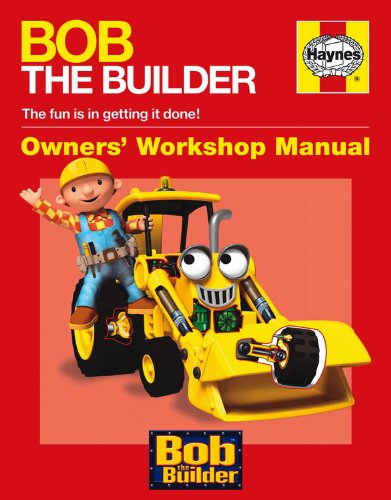 BOB
THE BUILDER
Haynes
®
The fun is in getting it done!
Owners' Workshop Manual
Bob
the
Builder